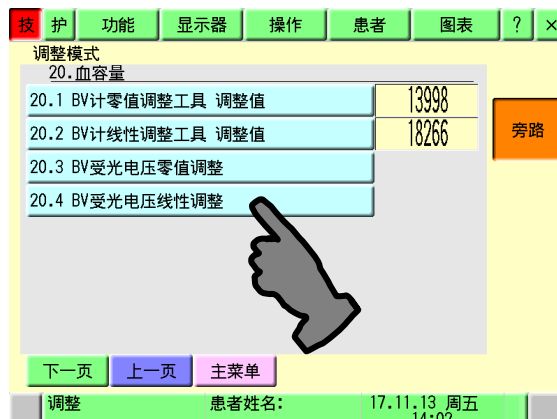 技 护 功能 显示器 操作 患者 图表 ? ×
调整模式
20.血容量
20.1 BV计零值调整工具 调整值 13998
20.2 BV计线性调整工具 调整值 18266
旁路
20.3 BV受光电压零值调整
20.4 BV受光电压线性调整
下一页 上一页 主菜单
调整 患者姓名: 17.11.13 周五
14:02